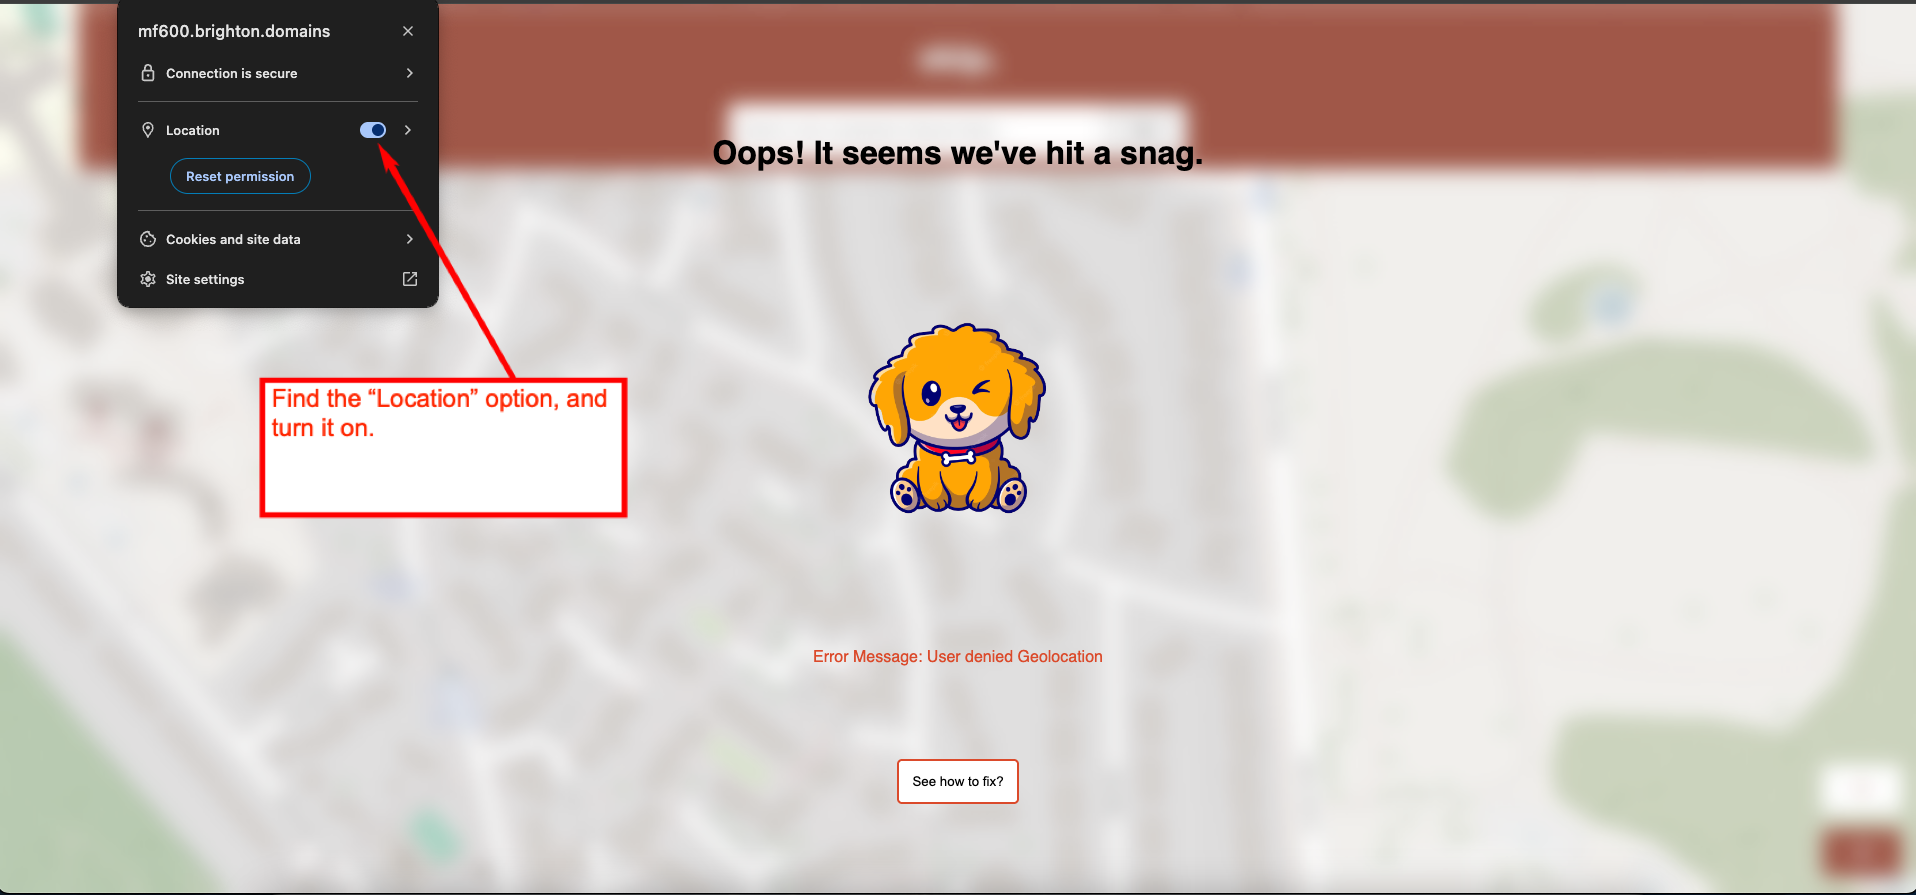 mf600.brighton.domains
Connection is secure
Location
Reset permission
Cookies and site data
Site settings
Oops! It seems we've hit a snag.
Find the “Location” option, and
turn it on.
Error Message: User denied Geolocation
See how to fix?